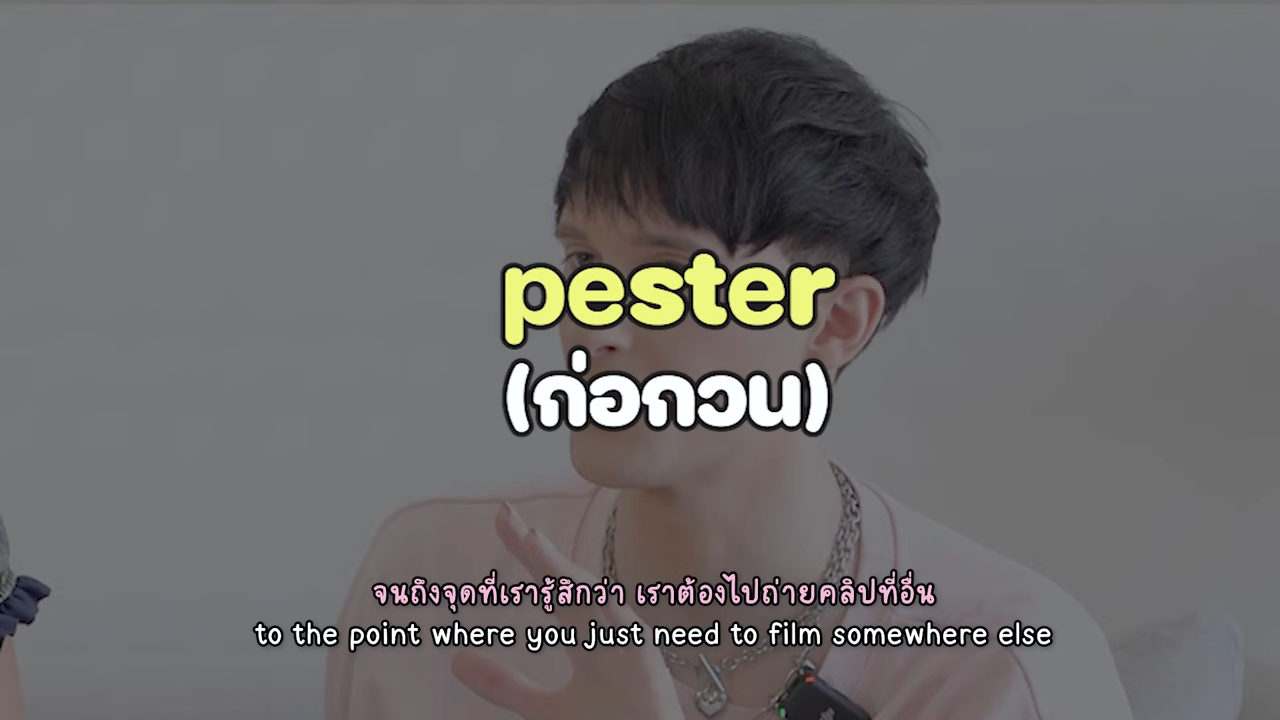 pester
(ก่อกวน)
จนถึงจุดที่เรารู้สึกว่า เราต้องไปถ่ายคลิปที่อื่น
to the point where you just need to film somewhere else